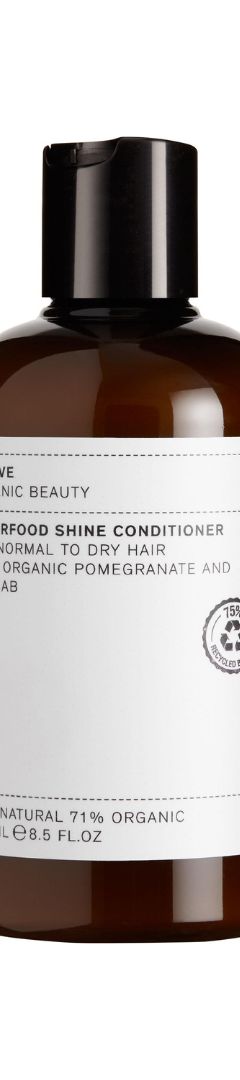 VE
NIC BEAUTY
RFOOD SHINE CONDITIONER
NORMAL TO DRY HAIR
ORGANIC POMEGRANATE AND
AB
75%
RECYCLED
NATURAL 71% ORGANIC
L ℮ 8.5 FL.OZ